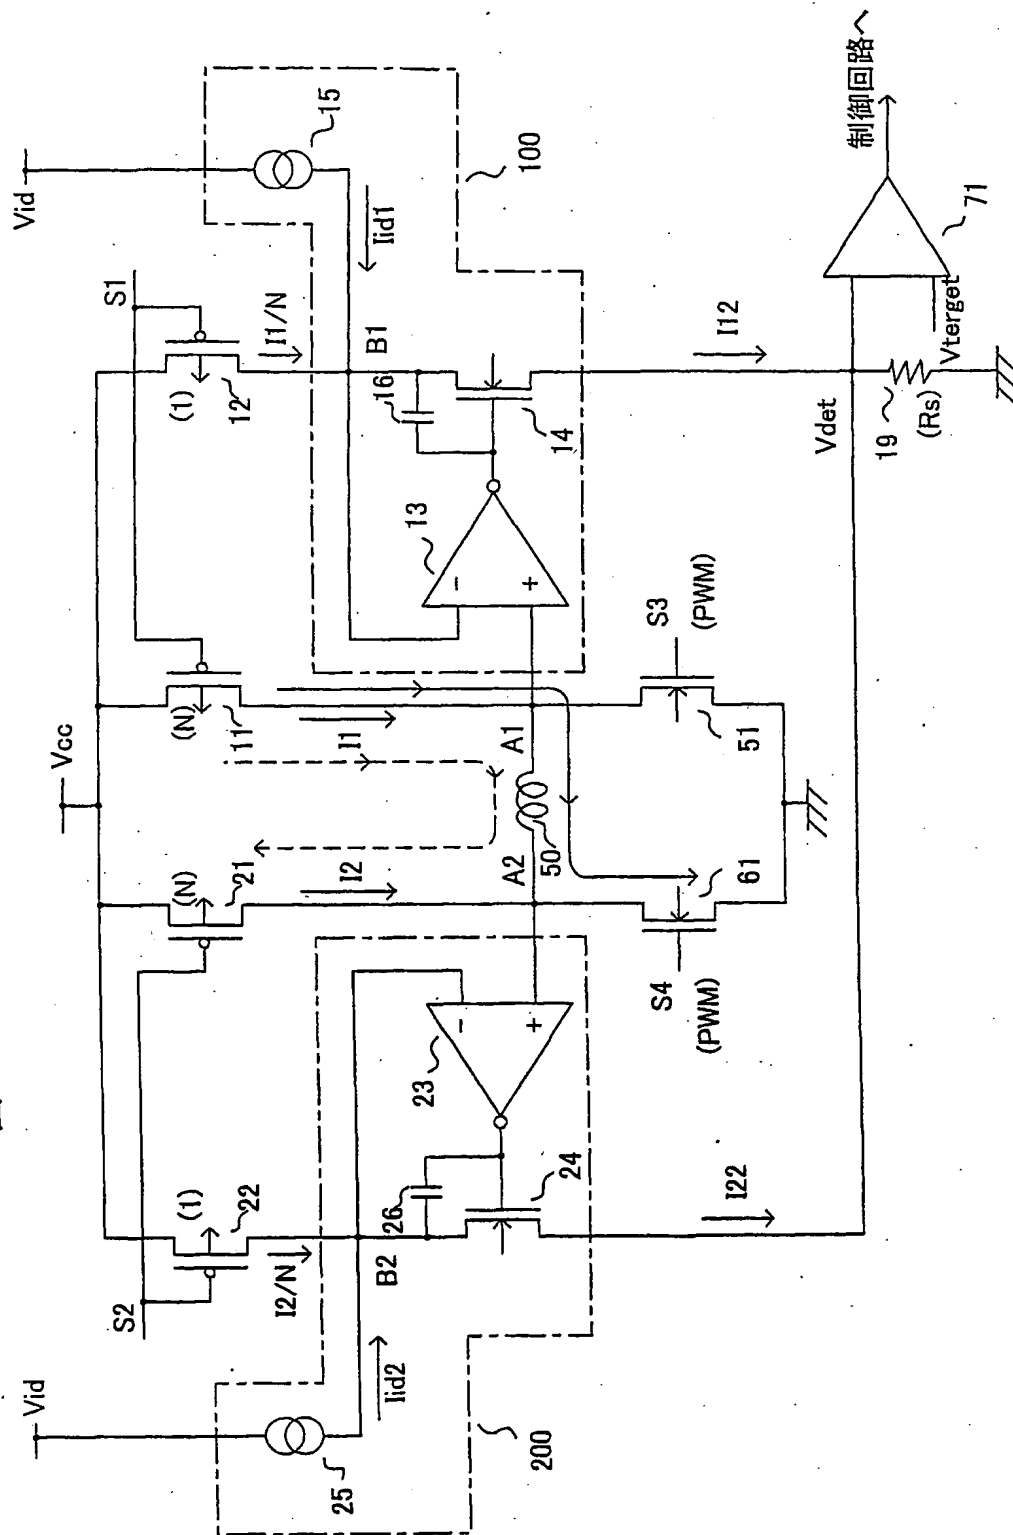 Vid
15
100
Iid1
S1
(1)
12
I1/N
B1
16
14
13
-
+
I12
制御回路へ
71
Vterget
Vdet
19
(Rs)
Vcc
(N)
11
I1
A1
S3
(PWM)
51
50
A2
(N)
21
I2
61
S4
(PWM)
23
-
+
24
26
I22
S2
(1)
22
I2/N
B2
Vid
Iid2
25
200